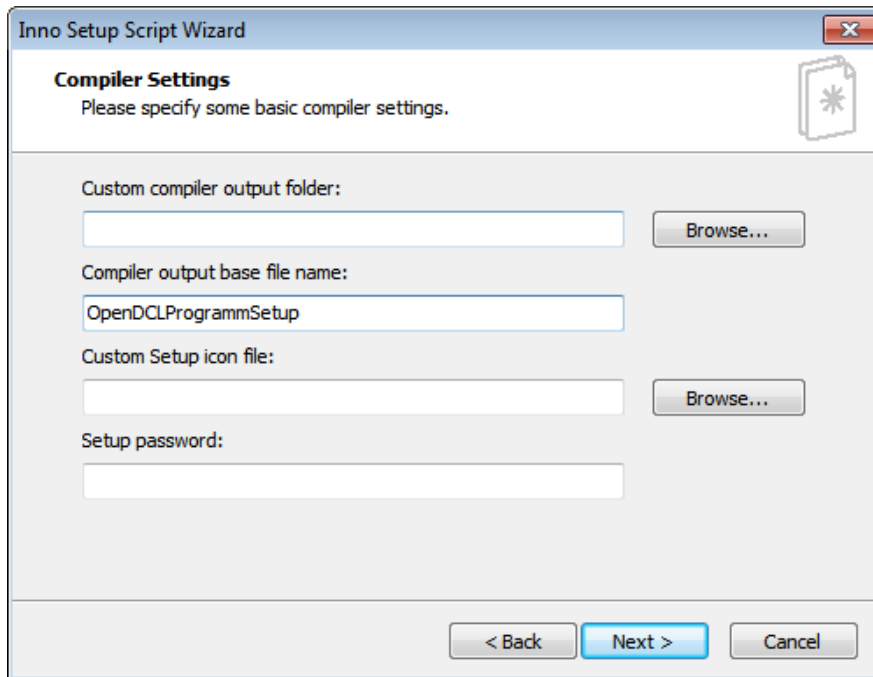 Inno Setup Script Wizard
Compiler Settings
Please specify some basic compiler settings.
Custom compiler output folder:
Browse...
Compiler output base file name:
OpenDCLProgrammSetup
Custom Setup icon file:
Browse...
Setup password:
< Back Next > Cancel